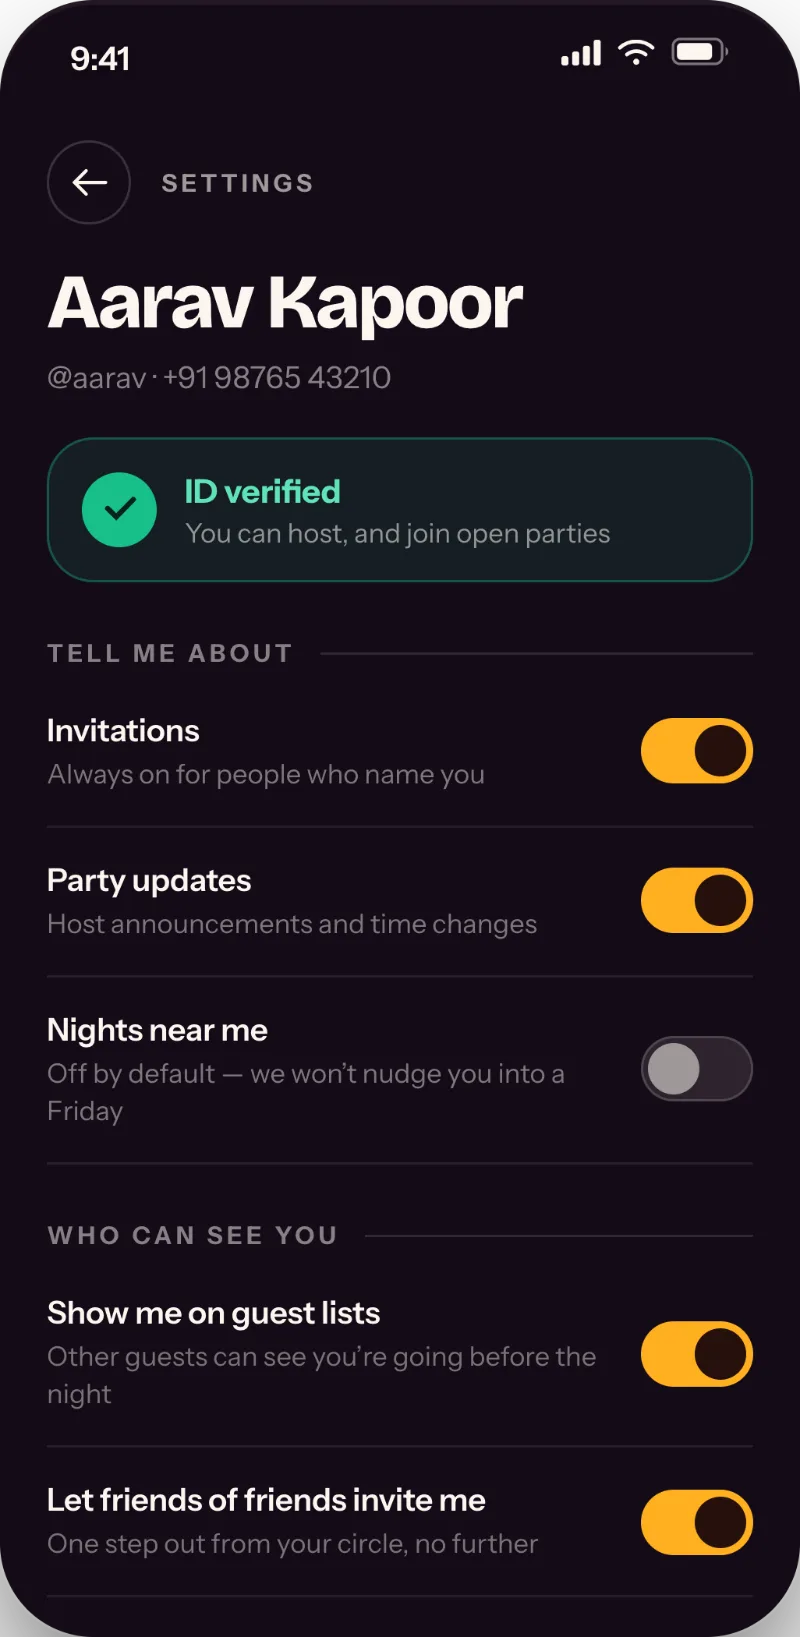 9:41
SETTINGS
Aarav Kapoor
@aarav · +91 98765 43210
ID verified
You can host, and join open parties
TELL ME ABOUT
Invitations
Always on for people who name you
Party updates
Host announcements and time changes
Nights near me
Off by default — we won’t nudge you into a
Friday
WHO CAN SEE YOU
Show me on guest lists
Other guests can see you’re going before the
night
Let friends of friends invite me
One step out from your circle, no further